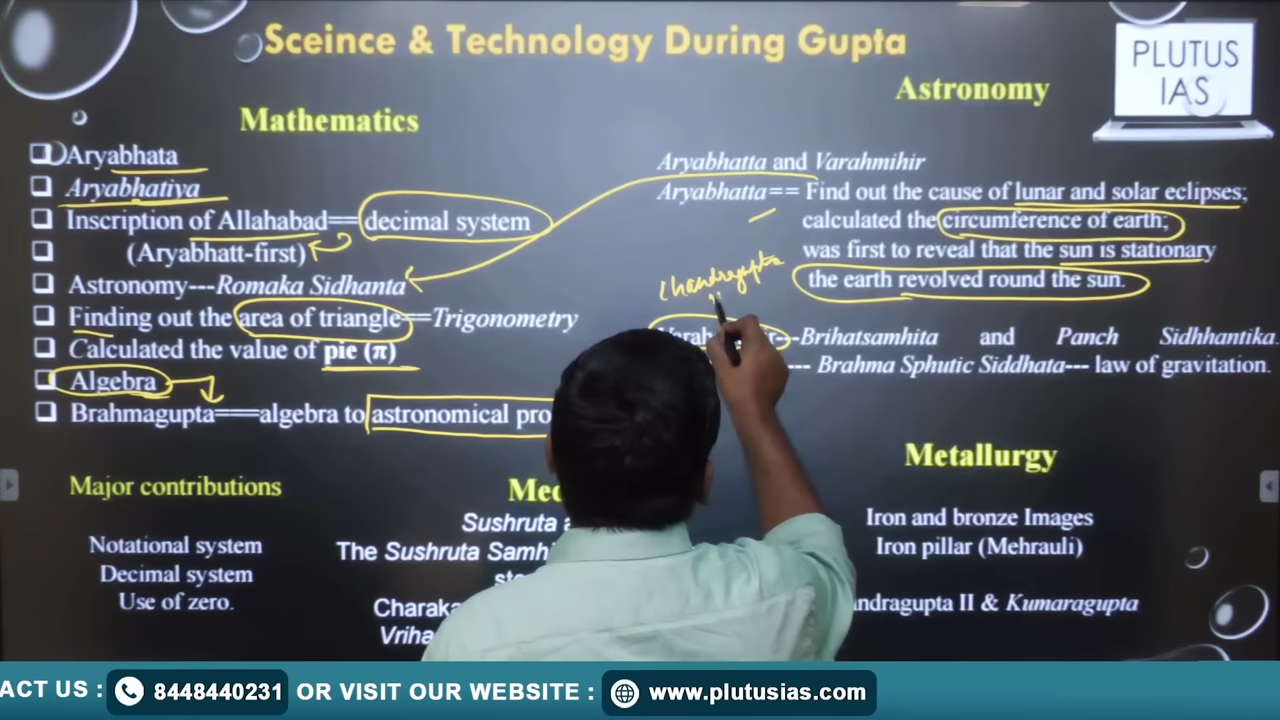 Sceince & Technology During Gupta
PLUTUS
IAS
Mathematics
Aryabhata
Aryabhatiya
Inscription of Allahabad== decimal system
(Aryabhatt-first)
Astronomy---Romaka Sidhanta
Finding out the area of triangle==Trigonometry
Calculated the value of pie (π)
Algebra
Brahmagupta===algebra to astronomical pro
Astronomy
Aryabhatta and Varahmihir
Aryabhatta== Find out the cause of lunar and solar eclipses;
calculated the circumference of earth;
was first to reveal that the sun is stationary
the earth revolved round the sun.
Chandragupta
--Brihatsamhita and Panch Sidhhantika.
--- Brahma Sphutic Siddhata--- law of gravitation.
Major contributions
Notational system
Decimal system
Use of zero.
Med
Sushruta a
The Sushruta Samhi
Charaka
Vriha
Metallurgy
Iron and bronze Images
Iron pillar (Mehrauli)
andragupta II & Kumaragupta
ACT US : 8448440231 OR VISIT OUR WEBSITE : www.plutusias.com